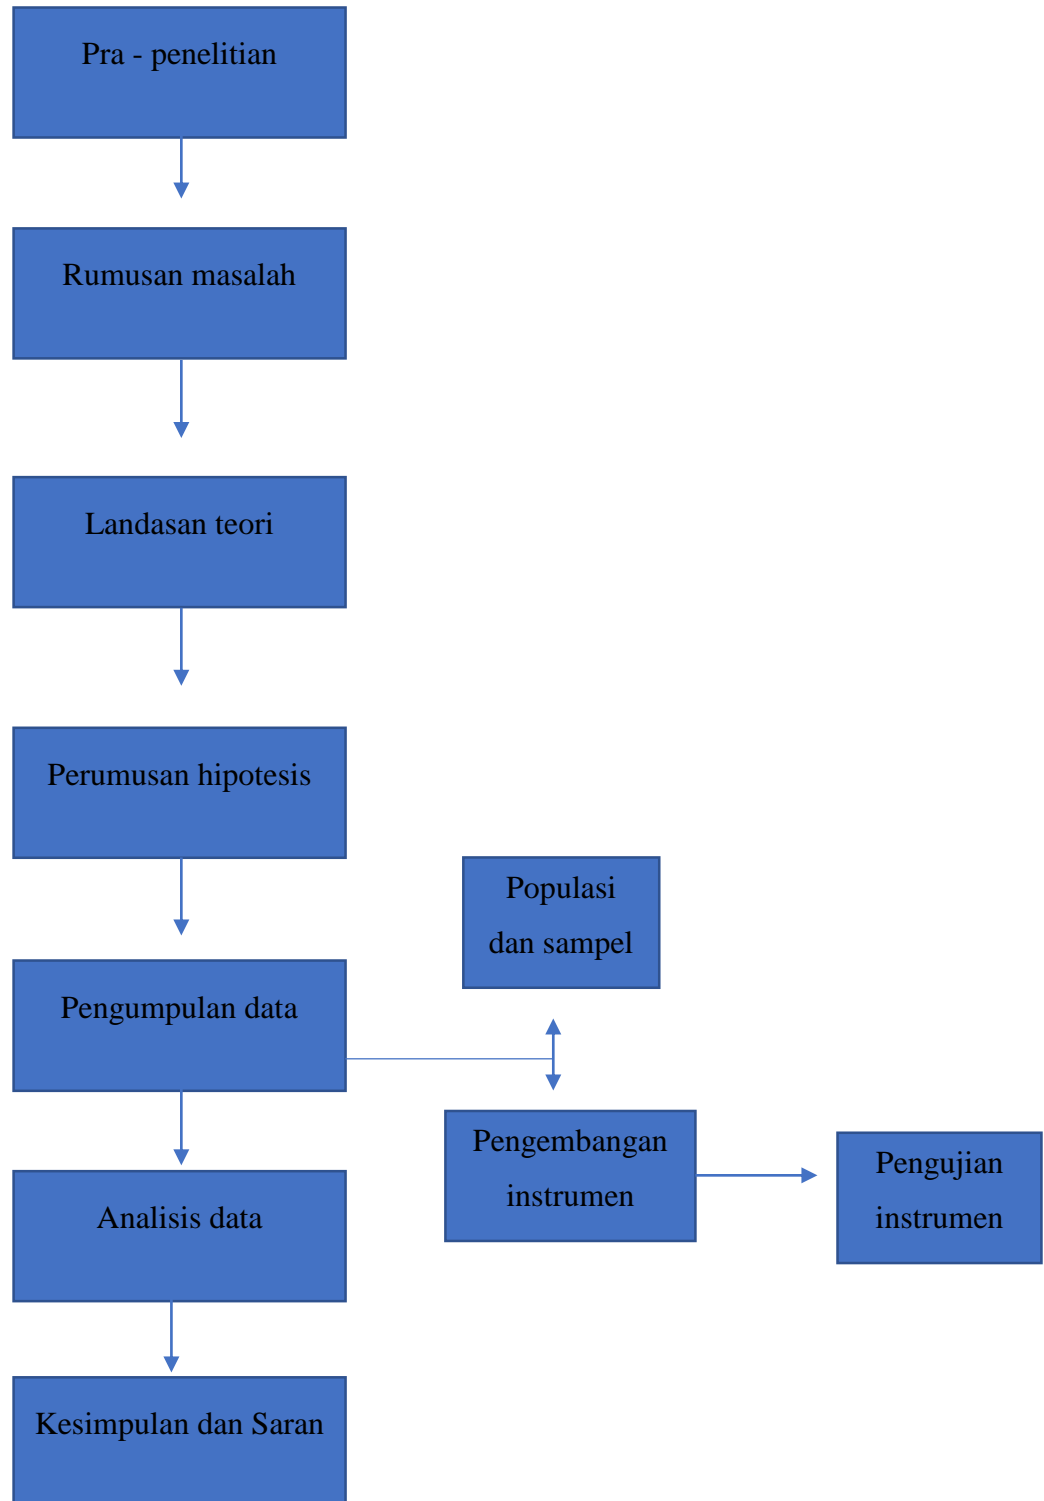 Pra - penelitian
Rumusan masalah
Landasan teori
Perumusan hipotesis
Populasi
dan sampel
Pengumpulan data
Pengembangan
instrumen
Pengujian
instrumen
Analisis data
Kesimpulan dan Saran